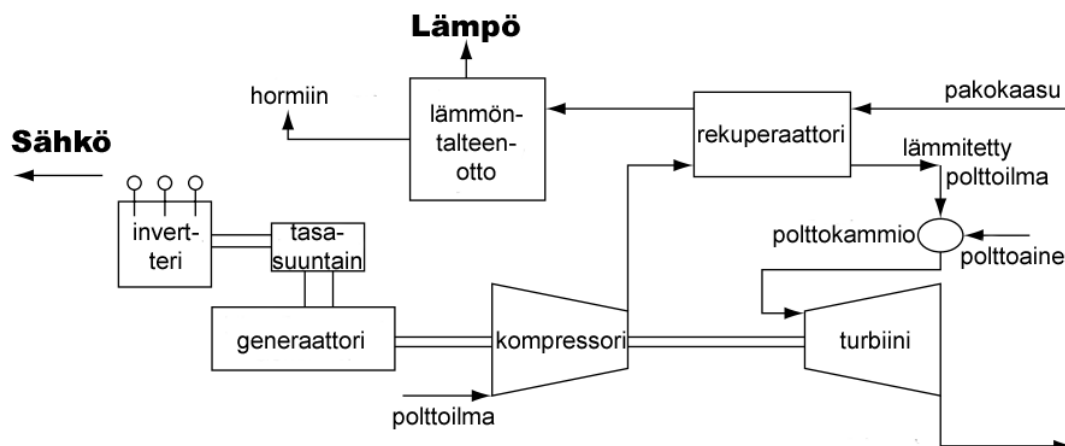 Lämpö
hormiin
lämmön-
talteen-
otto
rekuperaattori
pakokaasu
lämmitetty
polttoilma
Sähkö
invert-
teri
tasa-
suuntain
polttokammio
polttoaine
generaattori
kompressori
turbiini
polttoilma